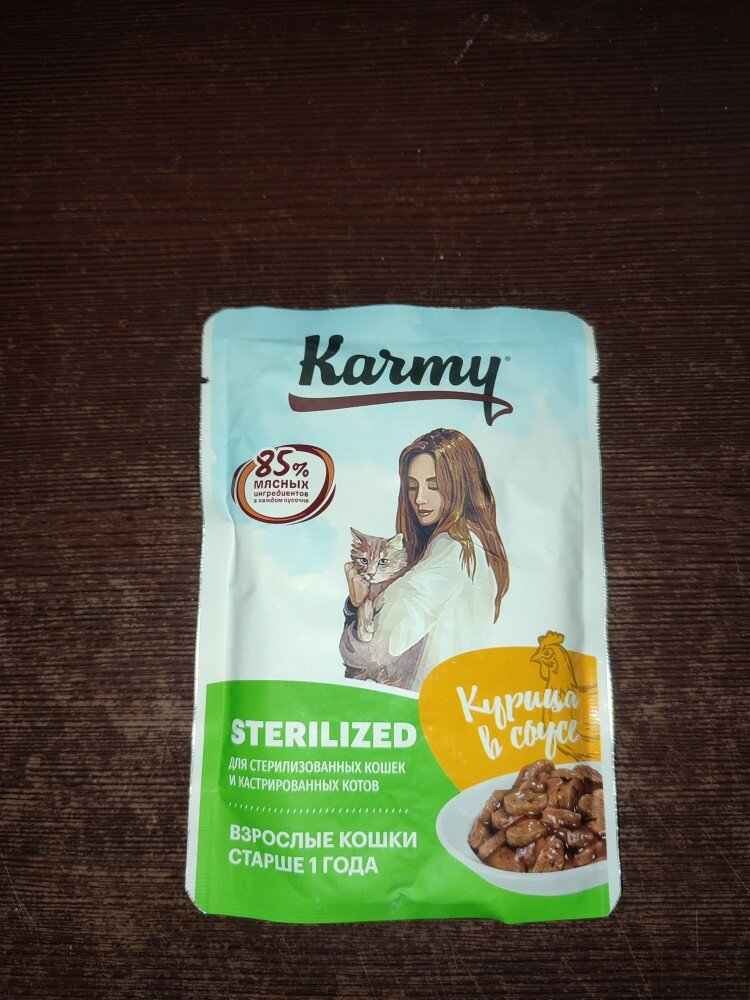 Karmy®
85%
мясных
ингредиентов
в каждом кусочке
Курица
в соусе
STERILIZED
ДЛЯ СТЕРИЛИЗОВАННЫХ КОШЕК
И КАСТРИРОВАННЫХ КОТОВ
ВЗРОСЛЫЕ КОШКИ
СТАРШЕ 1 ГОДА